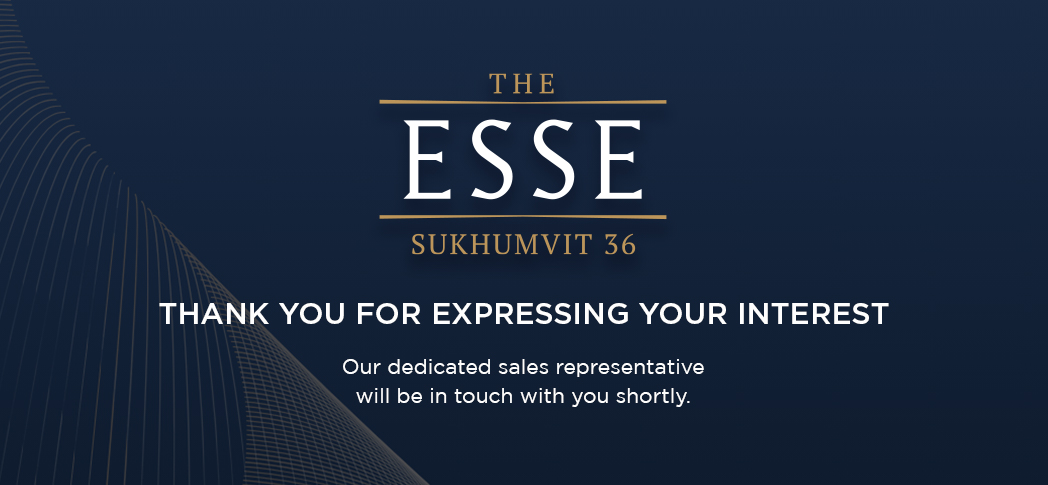 THE
ESSE
SUKHUMVIT 36
THANK YOU FOR EXPRESSING YOUR INTEREST
Our dedicated sales representative
will be in touch with you shortly.